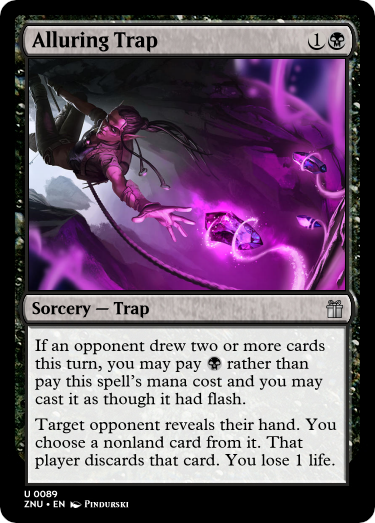 Alluring Trap
1
Sorcery — Trap
If an opponent drew two or more cards
this turn, you may pay rather than
pay this spell's mana cost and you may
cast it as though it had flash.
Target opponent reveals their hand. You
choose a nonland card from it. That
player discards that card. You lose 1 life.
U 0089
ZNU • EN Pindurski